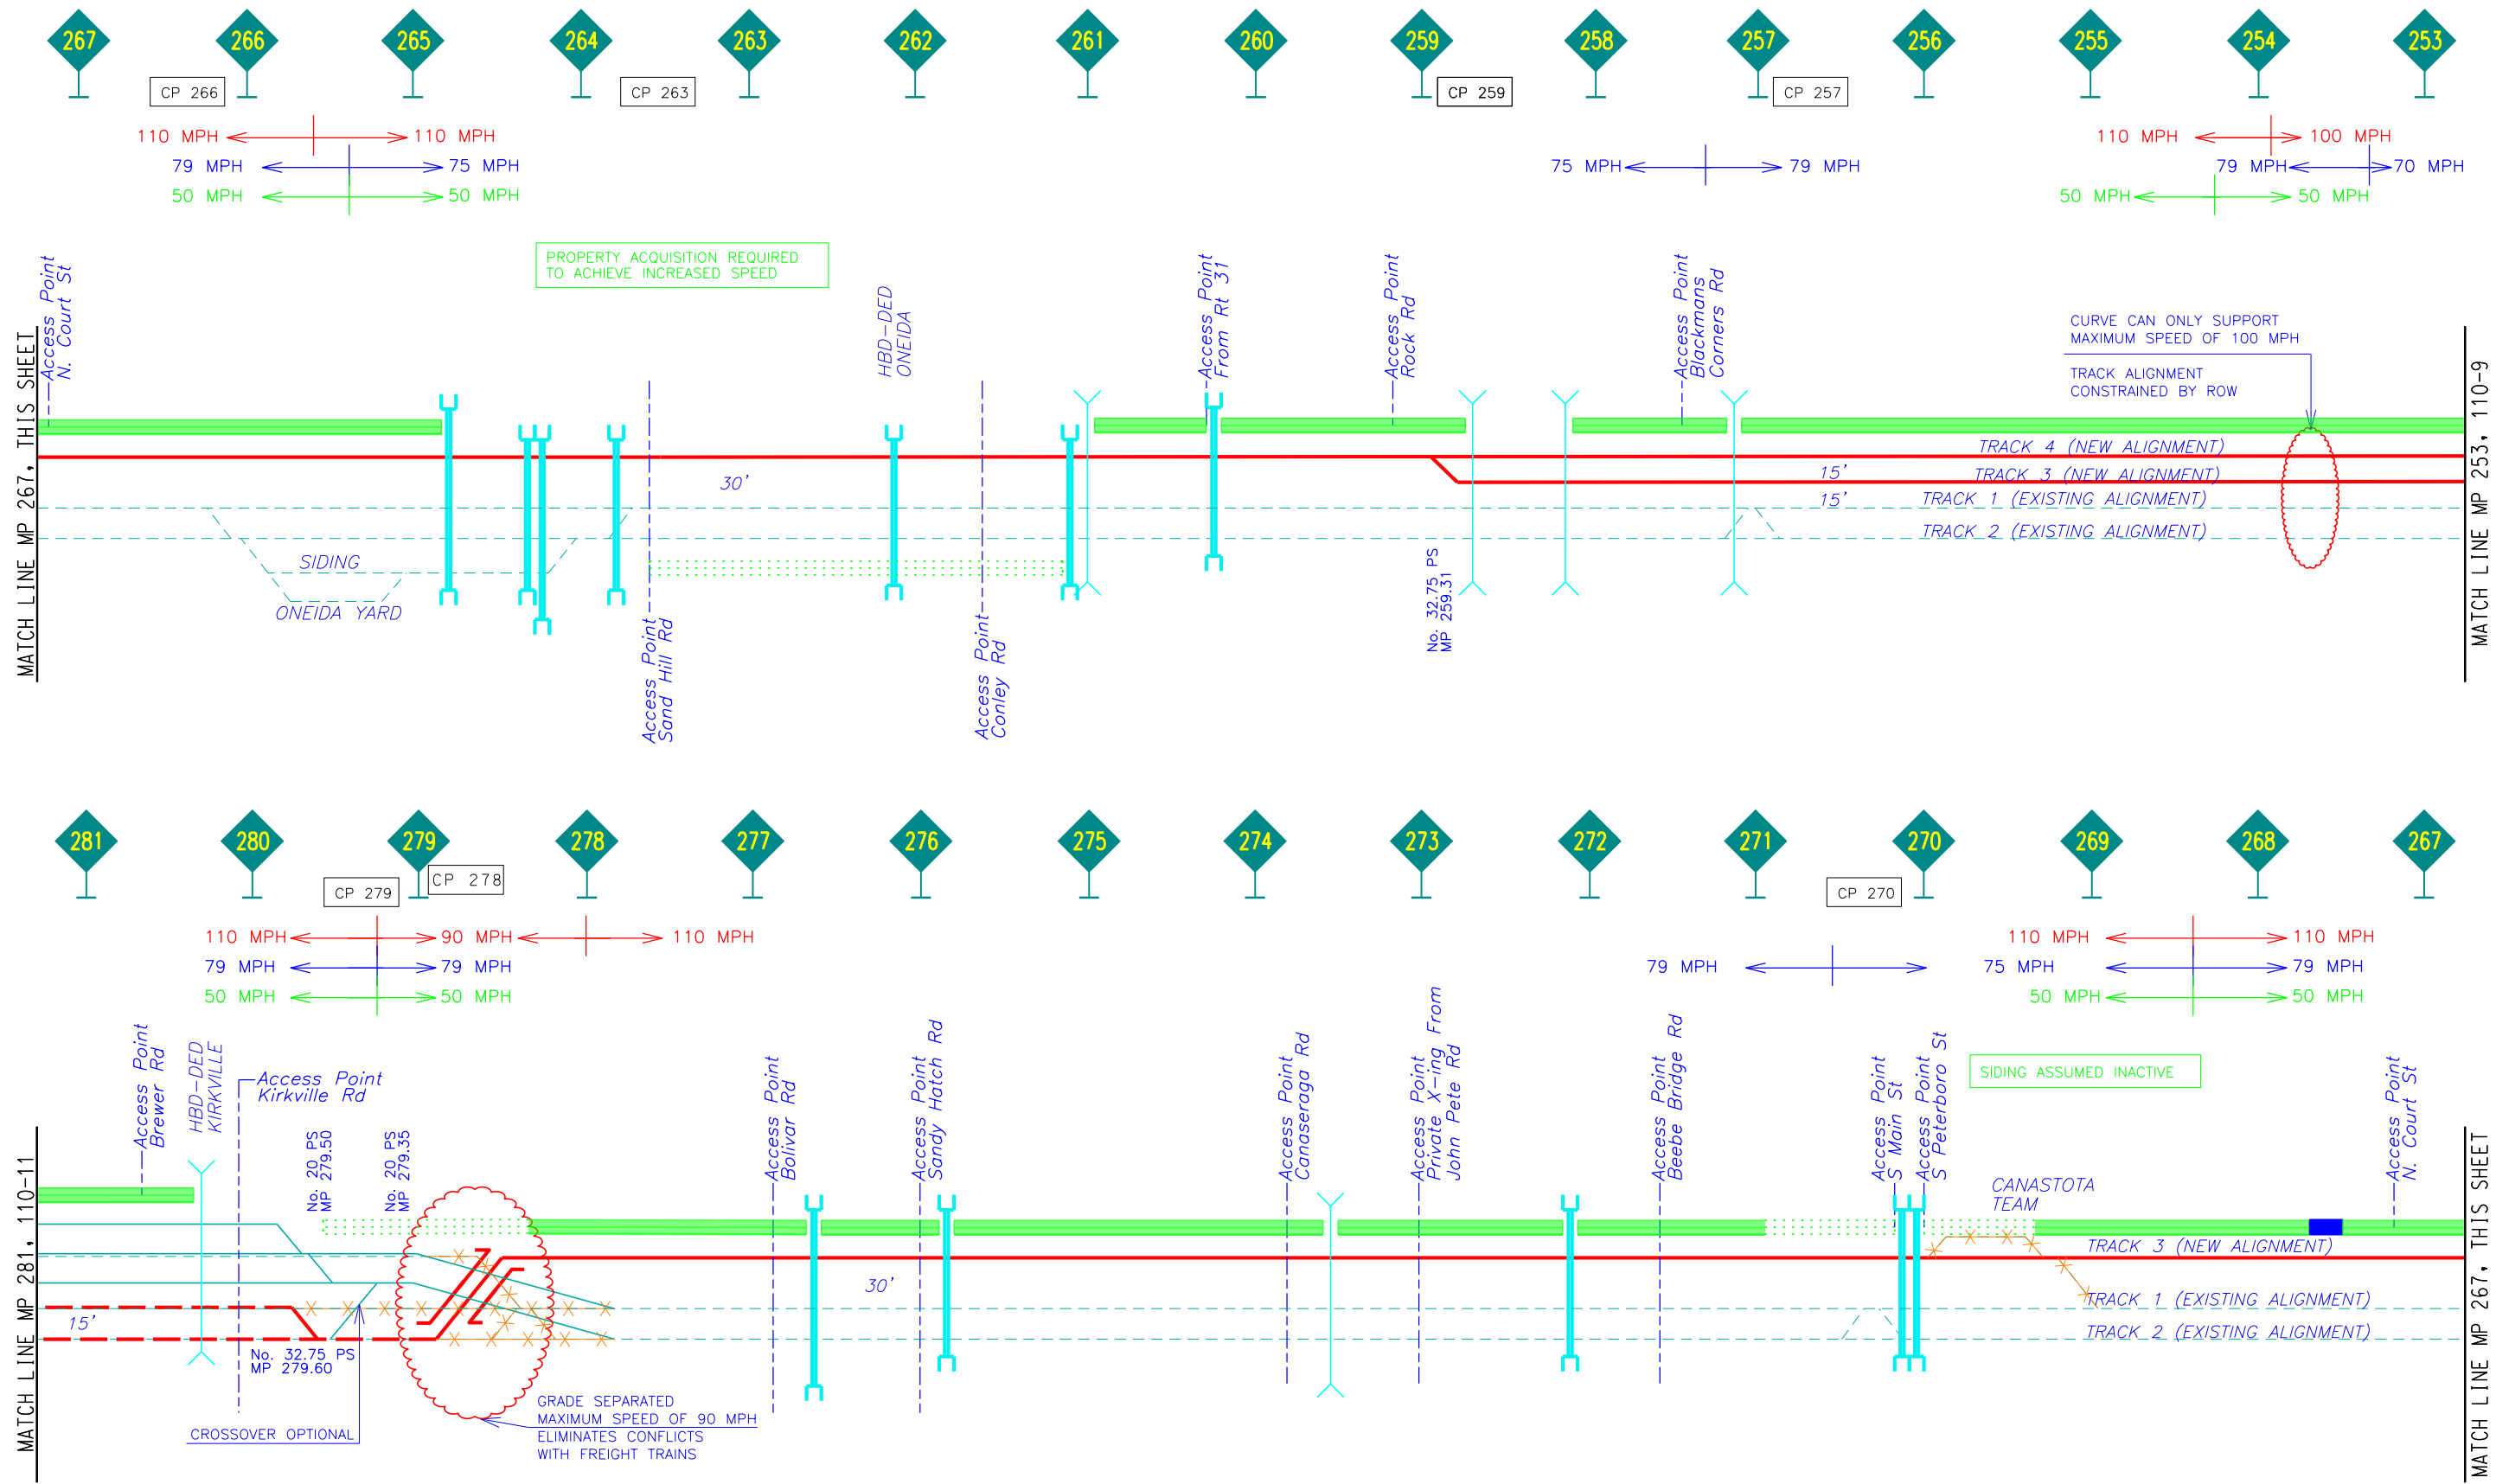 267
266
265
264
263
262
261
260
259
258
257
256
255
254
253
CP 266
CP 263
CP 259
CP 257
110 MPH
110 MPH
110 MPH
100 MPH
79 MPH
75 MPH
75 MPH
79 MPH
79 MPH
70 MPH
50 MPH
50 MPH
50 MPH
50 MPH
PROPERTY ACQUISITION REQUIRED
TO ACHIEVE INCREASED SPEED
MATCH LINE MP 267, THIS SHEET
Access Point
N. Court St
HBD-DED
ONEIDA
Access Point
From Rt 31
Access Point
Rock Rd
Access Point
Blackmans
Corners Rd
CURVE CAN ONLY SUPPORT
MAXIMUM SPEED OF 100 MPH
TRACK ALIGNMENT
CONSTRAINED BY ROW
MATCH LINE MP 253, 110-9
TRACK 4 (NEW ALIGNMENT)
30'
15'
TRACK 3 (NEW ALIGNMENT)
15'
TRACK 1 (EXISTING ALIGNMENT)
TRACK 2 (EXISTING ALIGNMENT)
SIDING
ONEIDA YARD
Access Point
Sand Hill Rd
Access Point
Conley Rd
No. 32.75 PS
MP 259.31
281
280
279
278
277
276
275
274
273
272
271
270
269
268
267
CP 279
CP 278
CP 270
110 MPH
90 MPH
110 MPH
110 MPH
110 MPH
79 MPH
79 MPH
79 MPH
75 MPH
79 MPH
50 MPH
50 MPH
50 MPH
50 MPH
MATCH LINE MP 281, 110-11
Access Point
Brewer Rd
HBD-DED
KIRKVILLE
Access Point
Kirkville Rd
No. 20 PS
MP 279.50
No. 20 PS
MP 279.35
Access Point
Bolivar Rd
Access Point
Sandy Hatch Rd
Access Point
Canaseraga Rd
Access Point
Private X-ing From
John Pete Rd
Access Point
Beebe Bridge Rd
Access Point
S Main St
Access Point
S Peterboro St
SIDING ASSUMED INACTIVE
CANASTOTA
TEAM
Access Point
N. Court St
MATCH LINE MP 267, THIS SHEET
TRACK 3 (NEW ALIGNMENT)
30'
TRACK 1 (EXISTING ALIGNMENT)
15'
TRACK 2 (EXISTING ALIGNMENT)
No. 32.75 PS
MP 279.60
CROSSOVER OPTIONAL
GRADE SEPARATED
MAXIMUM SPEED OF 90 MPH
ELIMINATES CONFLICTS
WITH FREIGHT TRAINS